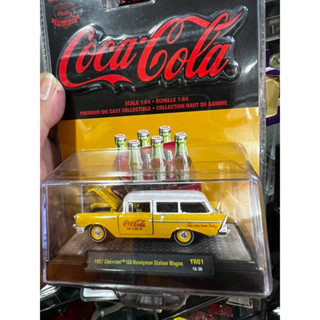 Coca-Cola
SCALE 1:64 • ÉCHELLE 1:64
PREMIUM DIE CAST COLLECTIBLE • COLLECTION HAUT DE GAMME
Coca-Cola
1957 Chevrolet® 150 Handyman Station Wagon
YR01